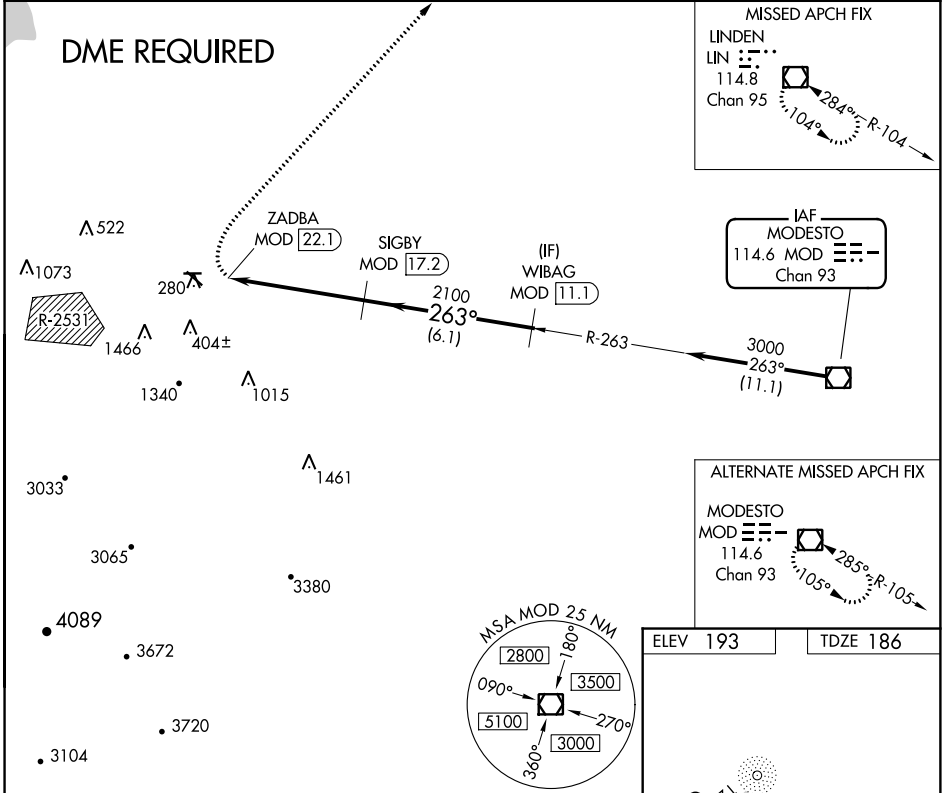 DME REQUIRED
MISSED APCH FIX
LINDEN
LIN
114.8
Chan 95
284°
R-104
104°
522
1073
280
R-2531
1466
404±
1340
1015
ZADBA
MOD 22.1
SIGBY
MOD 17.2
(IF)
WIBAG
MOD 11.1
2100
263°
(6.1)
R-263
IAF
MODESTO
114.6 MOD
Chan 93
3000
263°
(11.1)
3033
1461
3065
3380
4089
3672
3720
3104
ALTERNATE MISSED APCH FIX
MODESTO
MOD
114.6
Chan 93
285°
R-105
105°
MSA MOD 25 NM
2800
180°
3500
090°
5100
270°
3000
360°
ELEV 193
TDZE 186